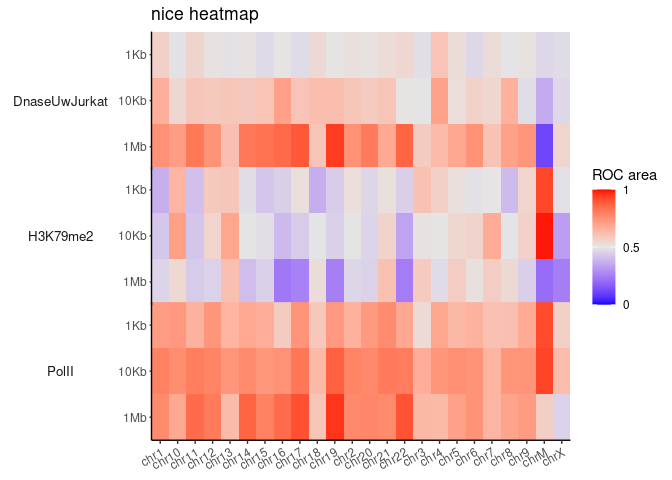 nice heatmap
DnaseUwJurkat
1Kb
10Kb
1Mb
H3K79me2
1Kb
10Kb
1Mb
PolII
1Kb
10Kb
1Mb
chr1 chr10 chr11 chr12 chr13 chr14 chr15 chr16 chr17 chr18 chr19 chr2 chr20 chr21 chr22 chr3 chr4 chr5 chr6 chr7 chr8 chr9 chrM chrX
ROC area
1
0.5
0